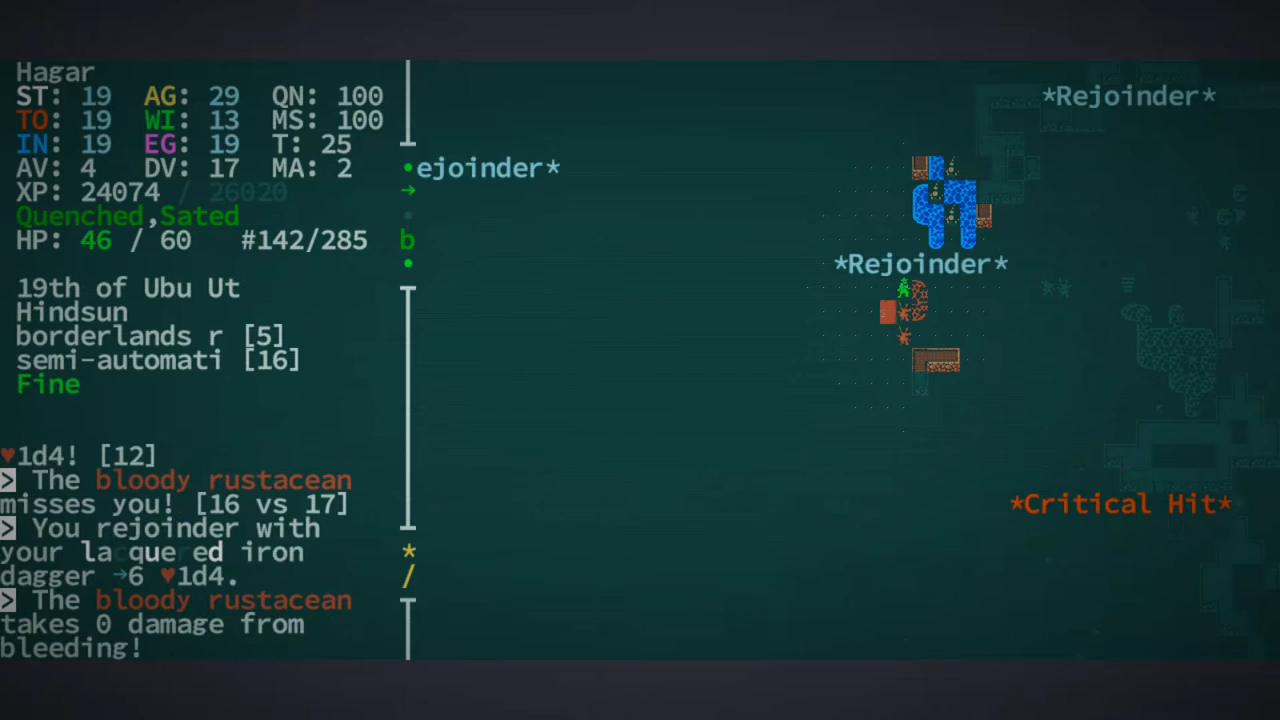 Hagar
ST: 19 AG: 29 QN: 100
TO: 19 WI: 13 MS: 100
IN: 19 EG: 19 T: 25
AV: 4 DV: 17 MA: 2
XP: 24074 / 26020
Quenched,Sated
HP: 46 / 60 #142/285
19th of Ubu Ut
Hindsun
borderlands r [5]
semi-automati [16]
Fine
♥1d4! [12]
> The bloody rustacean
misses you! [16 vs 17]
> You rejoinder with
your lacquered iron
dagger →6 ♥1d4.
> The bloody rustacean
takes 0 damage from
bleeding!
ejoinder*
b
*
/
*Rejoinder*
*Rejoinder*
*Critical Hit*